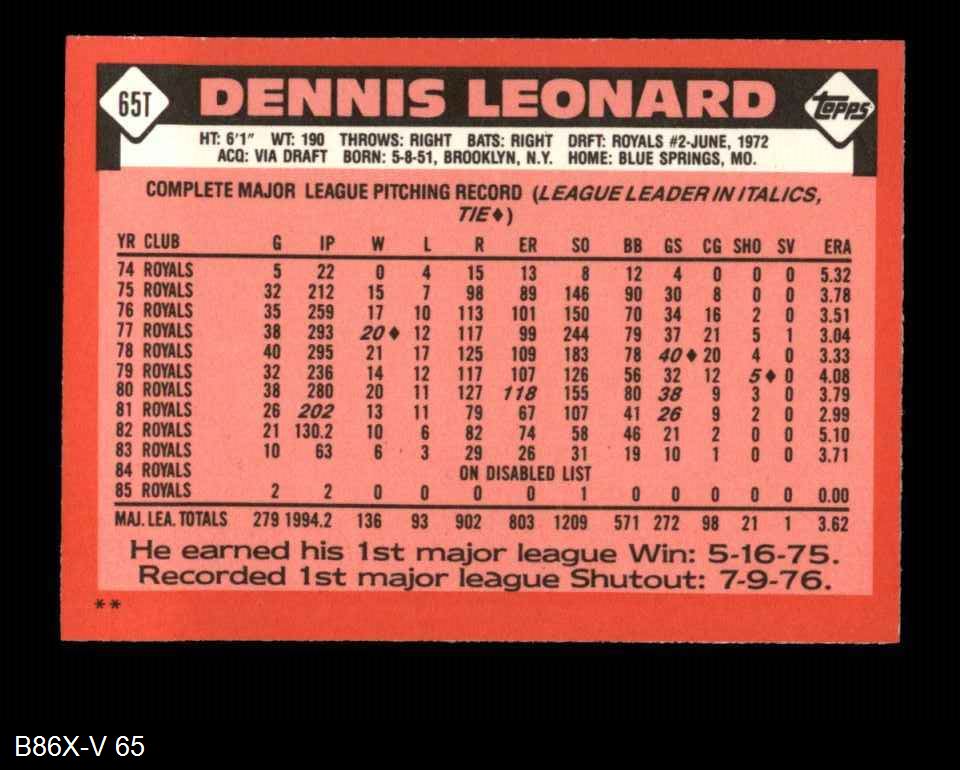 65T
DENNIS LEONARD
TOPPS
HT: 6'1" WT: 190 THROWS: RIGHT BATS: RIGHT DRFT: ROYALS #2-JUNE, 1972
ACQ: VIA DRAFT BORN: 5-8-51, BROOKLYN, N.Y. HOME: BLUE SPRINGS, MO.
COMPLETE MAJOR LEAGUE PITCHING RECORD (LEAGUE LEADER IN ITALICS,
TIE♦)
YR CLUB G IP W L R ER SO BB GS CG SHO SV ERA
74 ROYALS 5 22 0 4 15 13 8 12 4 0 0 0 5.32
75 ROYALS 32 212 15 7 98 89 146 90 30 8 0 0 3.78
76 ROYALS 35 259 17 10 113 101 150 70 34 16 2 0 3.51
77 ROYALS 38 293 20♦ 12 117 99 244 79 37 21 5 1 3.04
78 ROYALS 40 295 21 17 125 109 183 78 40♦ 20 4 0 3.33
79 ROYALS 32 236 14 12 117 107 126 56 32 12 5♦ 0 4.08
80 ROYALS 38 280 20 11 127 118 155 80 38 9 3 0 3.79
81 ROYALS 26 202 13 11 79 67 107 41 26 9 2 0 2.99
82 ROYALS 21 130.2 10 6 82 74 58 46 21 2 0 0 5.10
83 ROYALS 10 63 6 3 29 26 31 19 10 1 0 0 3.71
84 ROYALS ON DISABLED LIST
85 ROYALS 2 2 0 0 0 0 1 0 0 0 0 0 0.00
MAJ. LEA. TOTALS 279 1994.2 136 93 902 803 1209 571 272 98 21 1 3.62
He earned his 1st major league Win: 5-16-75.
Recorded 1st major league Shutout: 7-9-76.
**
B86X-V 65